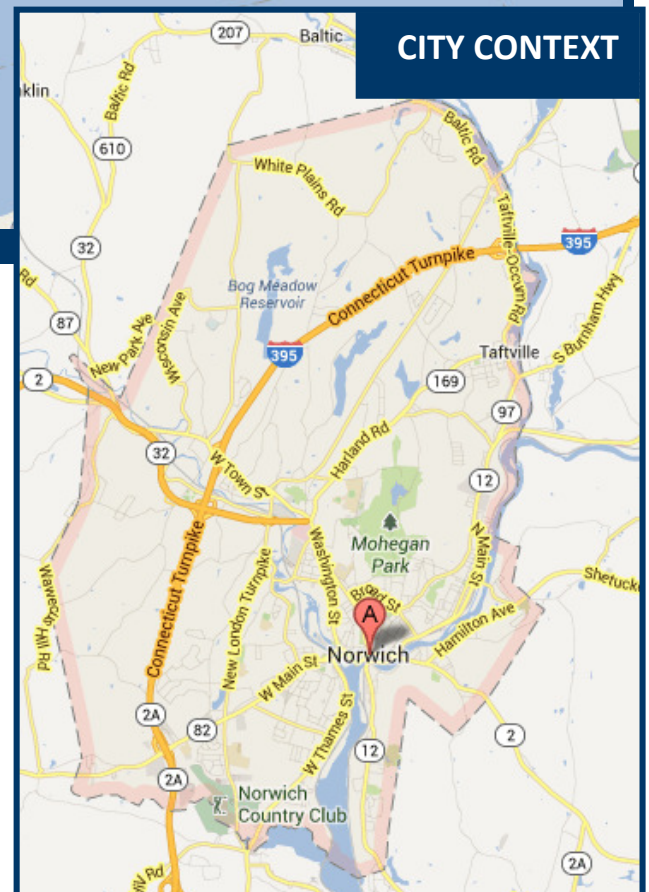 CITY CONTEXT
207
Baltic
Baltic Rd
Baltic Rd
610
White Plains Rd
Taftville-Occum Rd
32
395
Connecticut Turnpike
Bog Meadow
Reservoir
Rd
87
Wisconsin Ave
New Park Ave
395
S Burnham Hwy
Taftville
2
169
97
Harland Rd
32
W Town S
12
Washington St
Mohegan
Park
N Main St
Connecticut Turnpike
New London Turnpike
Broad St
Shetuck
Wawecus Hill Rd
A
Hamilton Ave
Norwich
W Main St
2A
82
W Thames St
12
2
2A
Norwich
Country Club
2A
Rd